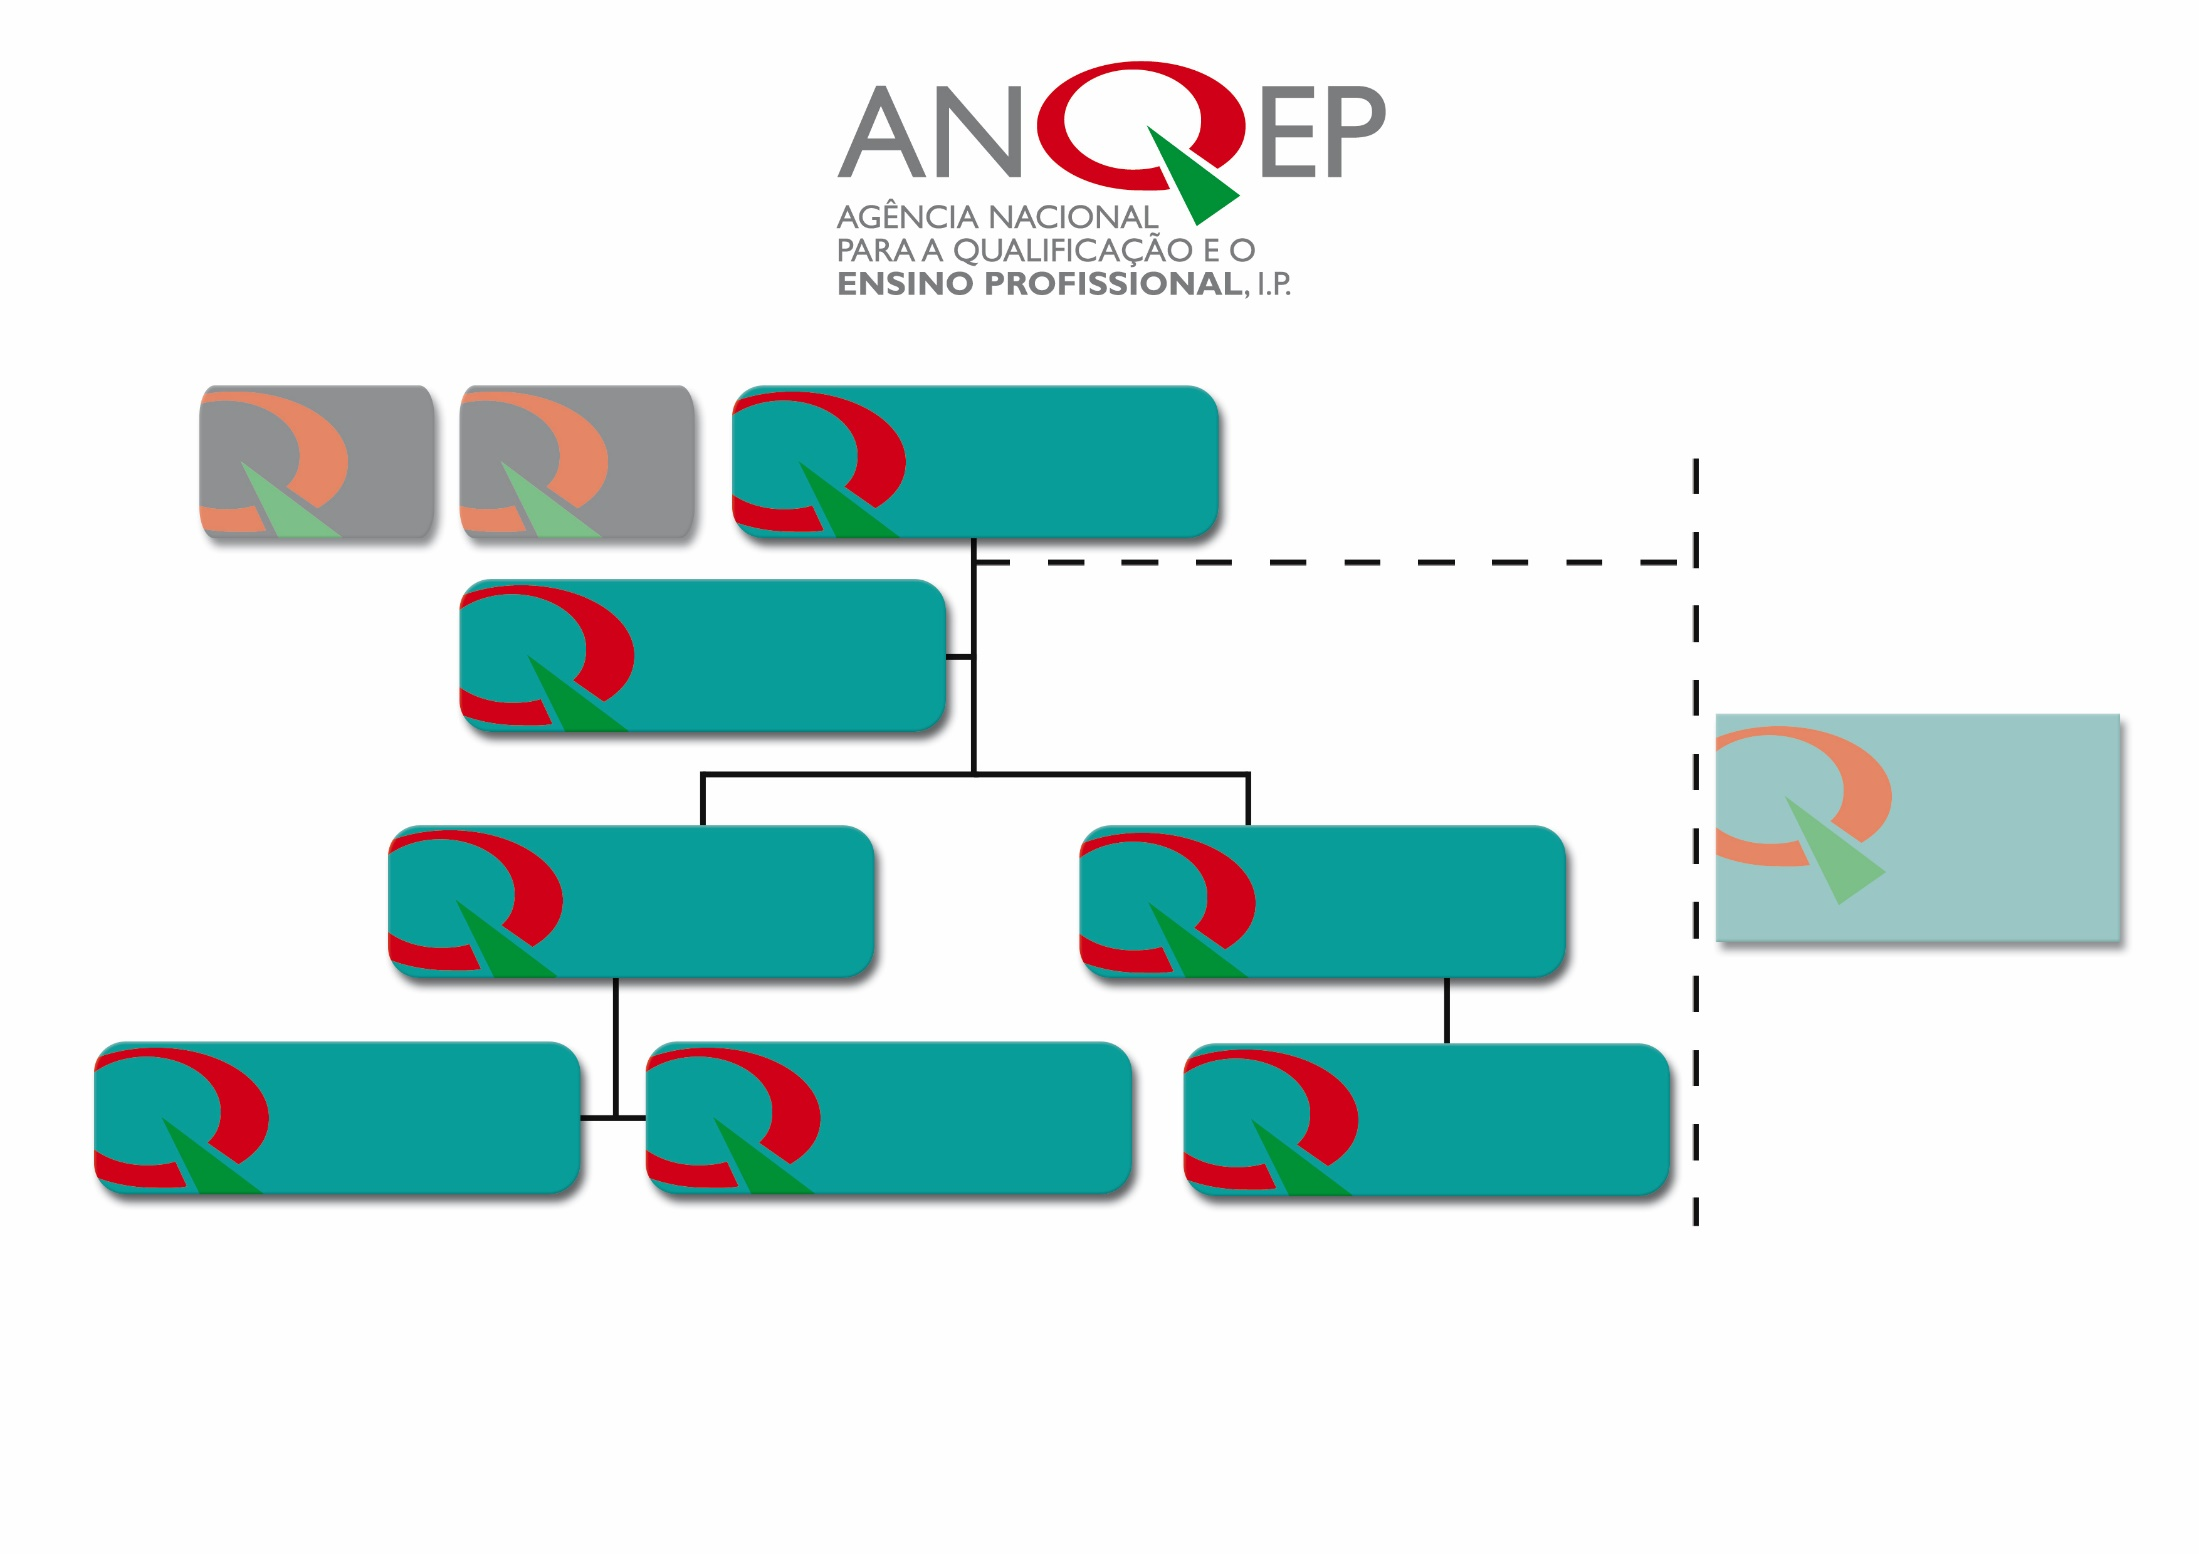 ANQEP
AGÊNCIA NACIONAL
PARA A QUALIFICAÇÃO E O
ENSINO PROFISSIONAL, I.P.